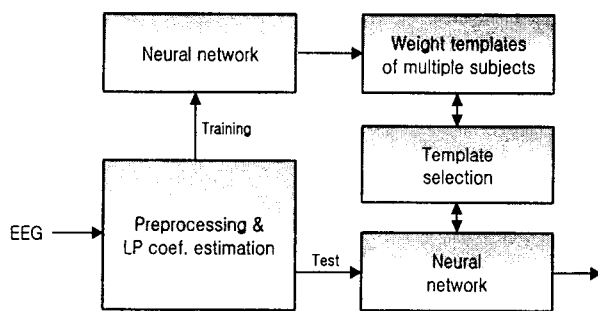 Neural network
Weight templates
of multiple subjects
Training
Template
selection
EEG
Preprocessing &
LP coef. estimation
Test
Neural
network